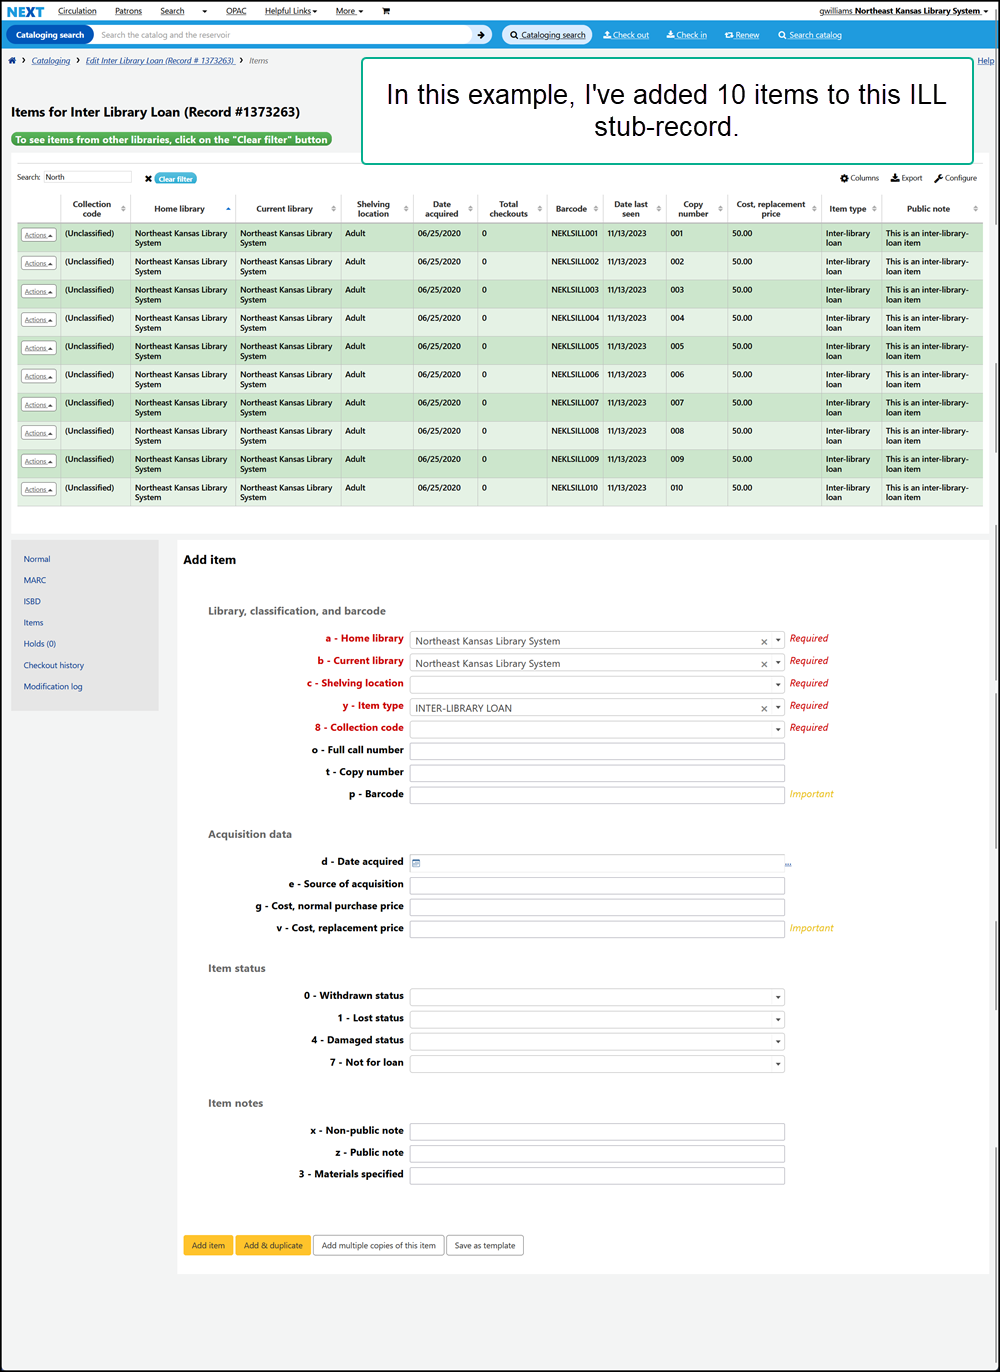 NEXT Circulation Patrons Search OPAC Helpful Links More gwilliams Northeast Kansas Library System
Cataloging search Search the catalog and the reservoir Cataloging search Check out Check in Renew Search catalog
Cataloging Edit Inter Library Loan (Record # 1373263) Items Help
In this example, I've added 10 items to this ILL
stub-record.
Items for Inter Library Loan (Record #1373263)
To see items from other libraries, click on the "Clear filter" button
Search: North Clear filter Columns Export Configure
Collection code Home library Current library Shelving location Date acquired Total checkouts Barcode Date last seen Copy number Cost, replacement price Item type Public note
Actions (Unclassified) Northeast Kansas Library System Northeast Kansas Library System Adult 06/25/2020 0 NEKLSILL001 11/13/2023 001 50.00 Inter-library loan This is an inter-library-loan item
Actions (Unclassified) Northeast Kansas Library System Northeast Kansas Library System Adult 06/25/2020 0 NEKLSILL002 11/13/2023 002 50.00 Inter-library loan This is an inter-library-loan item
Actions (Unclassified) Northeast Kansas Library System Northeast Kansas Library System Adult 06/25/2020 0 NEKLSILL003 11/13/2023 003 50.00 Inter-library loan This is an inter-library-loan item
Actions (Unclassified) Northeast Kansas Library System Northeast Kansas Library System Adult 06/25/2020 0 NEKLSILL004 11/13/2023 004 50.00 Inter-library loan This is an inter-library-loan item
Actions (Unclassified) Northeast Kansas Library System Northeast Kansas Library System Adult 06/25/2020 0 NEKLSILL005 11/13/2023 005 50.00 Inter-library loan This is an inter-library-loan item
Actions (Unclassified) Northeast Kansas Library System Northeast Kansas Library System Adult 06/25/2020 0 NEKLSILL006 11/13/2023 006 50.00 Inter-library loan This is an inter-library-loan item
Actions (Unclassified) Northeast Kansas Library System Northeast Kansas Library System Adult 06/25/2020 0 NEKLSILL007 11/13/2023 007 50.00 Inter-library loan This is an inter-library-loan item
Actions (Unclassified) Northeast Kansas Library System Northeast Kansas Library System Adult 06/25/2020 0 NEKLSILL008 11/13/2023 008 50.00 Inter-library loan This is an inter-library-loan item
Actions (Unclassified) Northeast Kansas Library System Northeast Kansas Library System Adult 06/25/2020 0 NEKLSILL009 11/13/2023 009 50.00 Inter-library loan This is an inter-library-loan item
Actions (Unclassified) Northeast Kansas Library System Northeast Kansas Library System Adult 06/25/2020 0 NEKLSILL010 11/13/2023 010 50.00 Inter-library loan This is an inter-library-loan item
Normal
MARC
ISBD
Items
Holds (0)
Checkout history
Modification log
Add item
Library, classification, and barcode
a - Home library Northeast Kansas Library System Required
b - Current library Northeast Kansas Library System Required
c - Shelving location Required
y - Item type INTER-LIBRARY LOAN Required
8 - Collection code Required
o - Full call number
t - Copy number
p - Barcode Important
Acquisition data
d - Date acquired ...
e - Source of acquisition
g - Cost, normal purchase price
v - Cost, replacement price Important
Item status
0 - Withdrawn status
1 - Lost status
4 - Damaged status
7 - Not for loan
Item notes
x - Non-public note
z - Public note
3 - Materials specified
Add item Add & duplicate Add multiple copies of this item Save as template